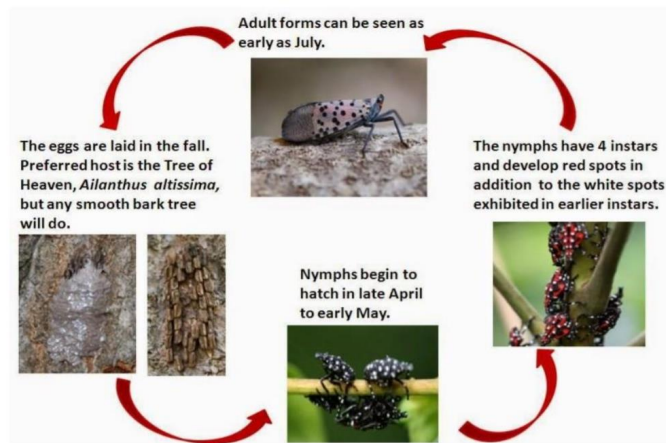 Adult forms can be seen as
early as July.
The eggs are laid in the fall.
Preferred host is the Tree of
Heaven, Ailanthus altissima,
but any smooth bark tree
will do.
Nymphs begin to
hatch in late April
to early May.
The nymphs have 4 instars
and develop red spots in
addition to the white spots
exhibited in earlier instars.